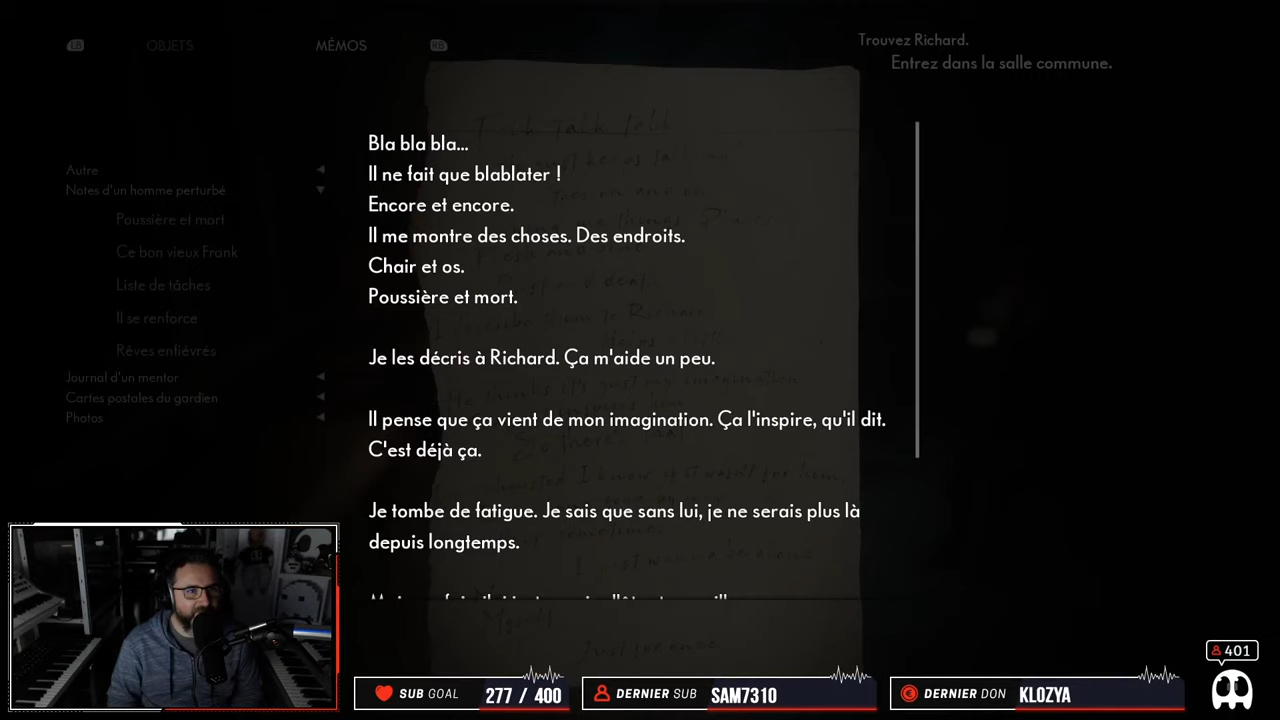 LB
OBJETS
MÉMOS
RB
Trouvez Richard.
Entrez dans la salle commune.
Autre
Notes d'un homme perturbé
Poussière et mort
Ce bon vieux Frank
Liste de tâches
Il se renforce
Rêves enfiévrés
Journal d'un mentor
Cartes postales du gardien
Photos
Bla bla bla...
Il ne fait que blablater !
Encore et encore.
Il me montre des choses. Des endroits.
Chair et os.
Poussière et mort.
Je les décris à Richard. Ça m'aide un peu.
Il pense que ça vient de mon imagination. Ça l'inspire, qu'il dit.
C'est déjà ça.
Je tombe de fatigue. Je sais que sans lui, je ne serais plus là
depuis longtemps.
SUB GOAL 277 / 400
DERNIER SUB SAM7310
DERNIER DON KLOZYA
401